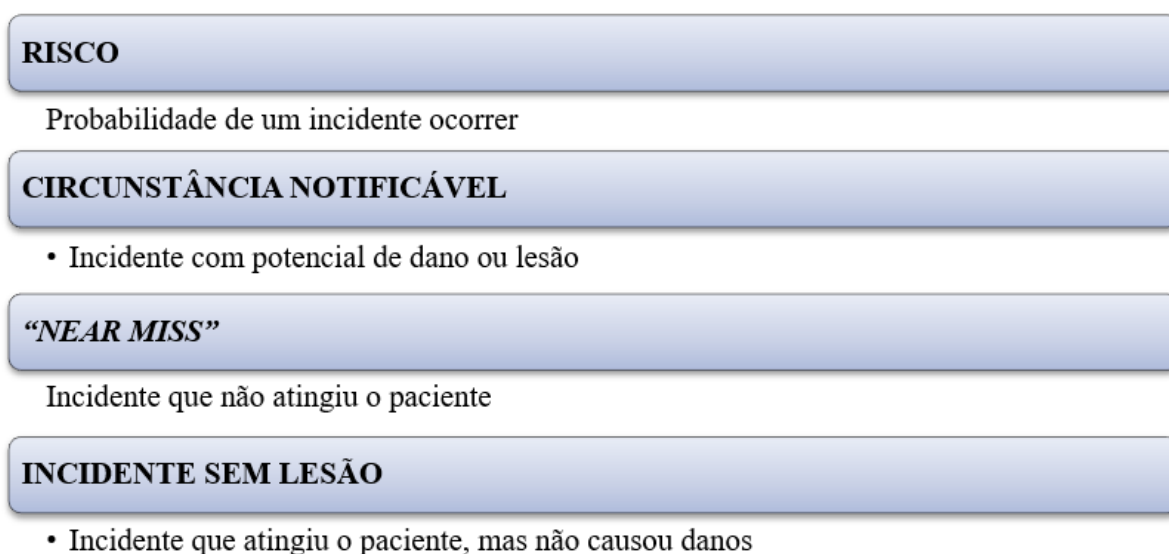 RISCO
Probabilidade de um incidente ocorrer
CIRCUNSTÂNCIA NOTIFICÁVEL
• Incidente com potencial de dano ou lesão
“NEAR MISS”
Incidente que não atingiu o paciente
INCIDENTE SEM LESÃO
• Incidente que atingiu o paciente, mas não causou danos